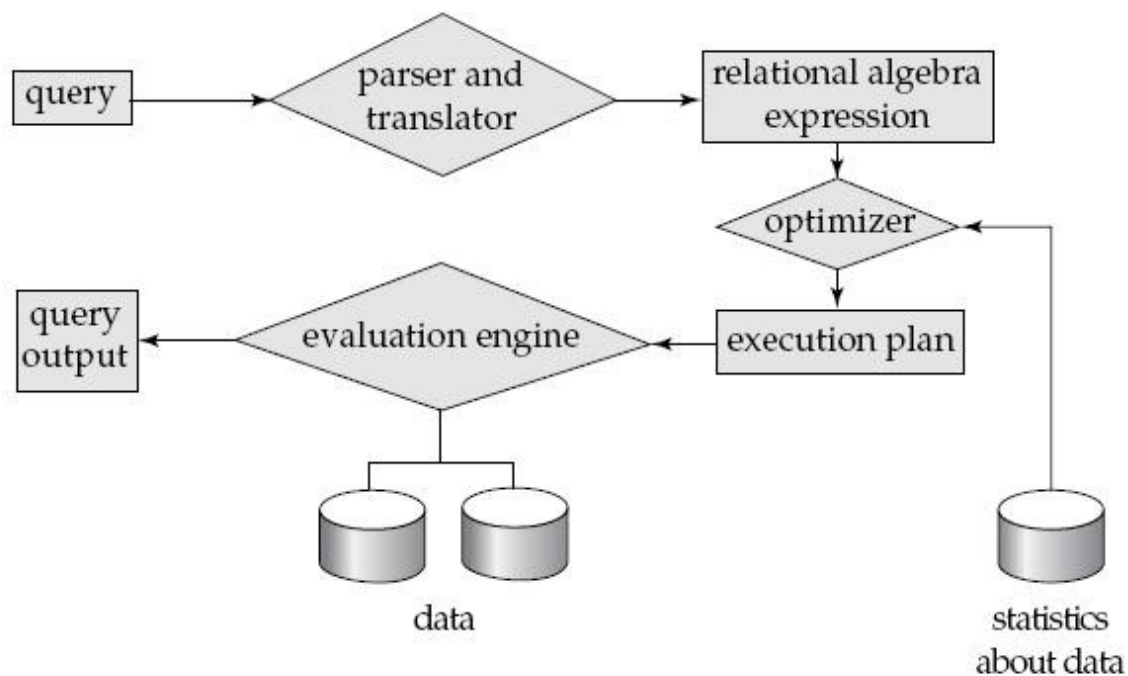 query
parser and
translator
relational algebra
expression
optimizer
query
output
evaluation engine
execution plan
data
statistics
about data